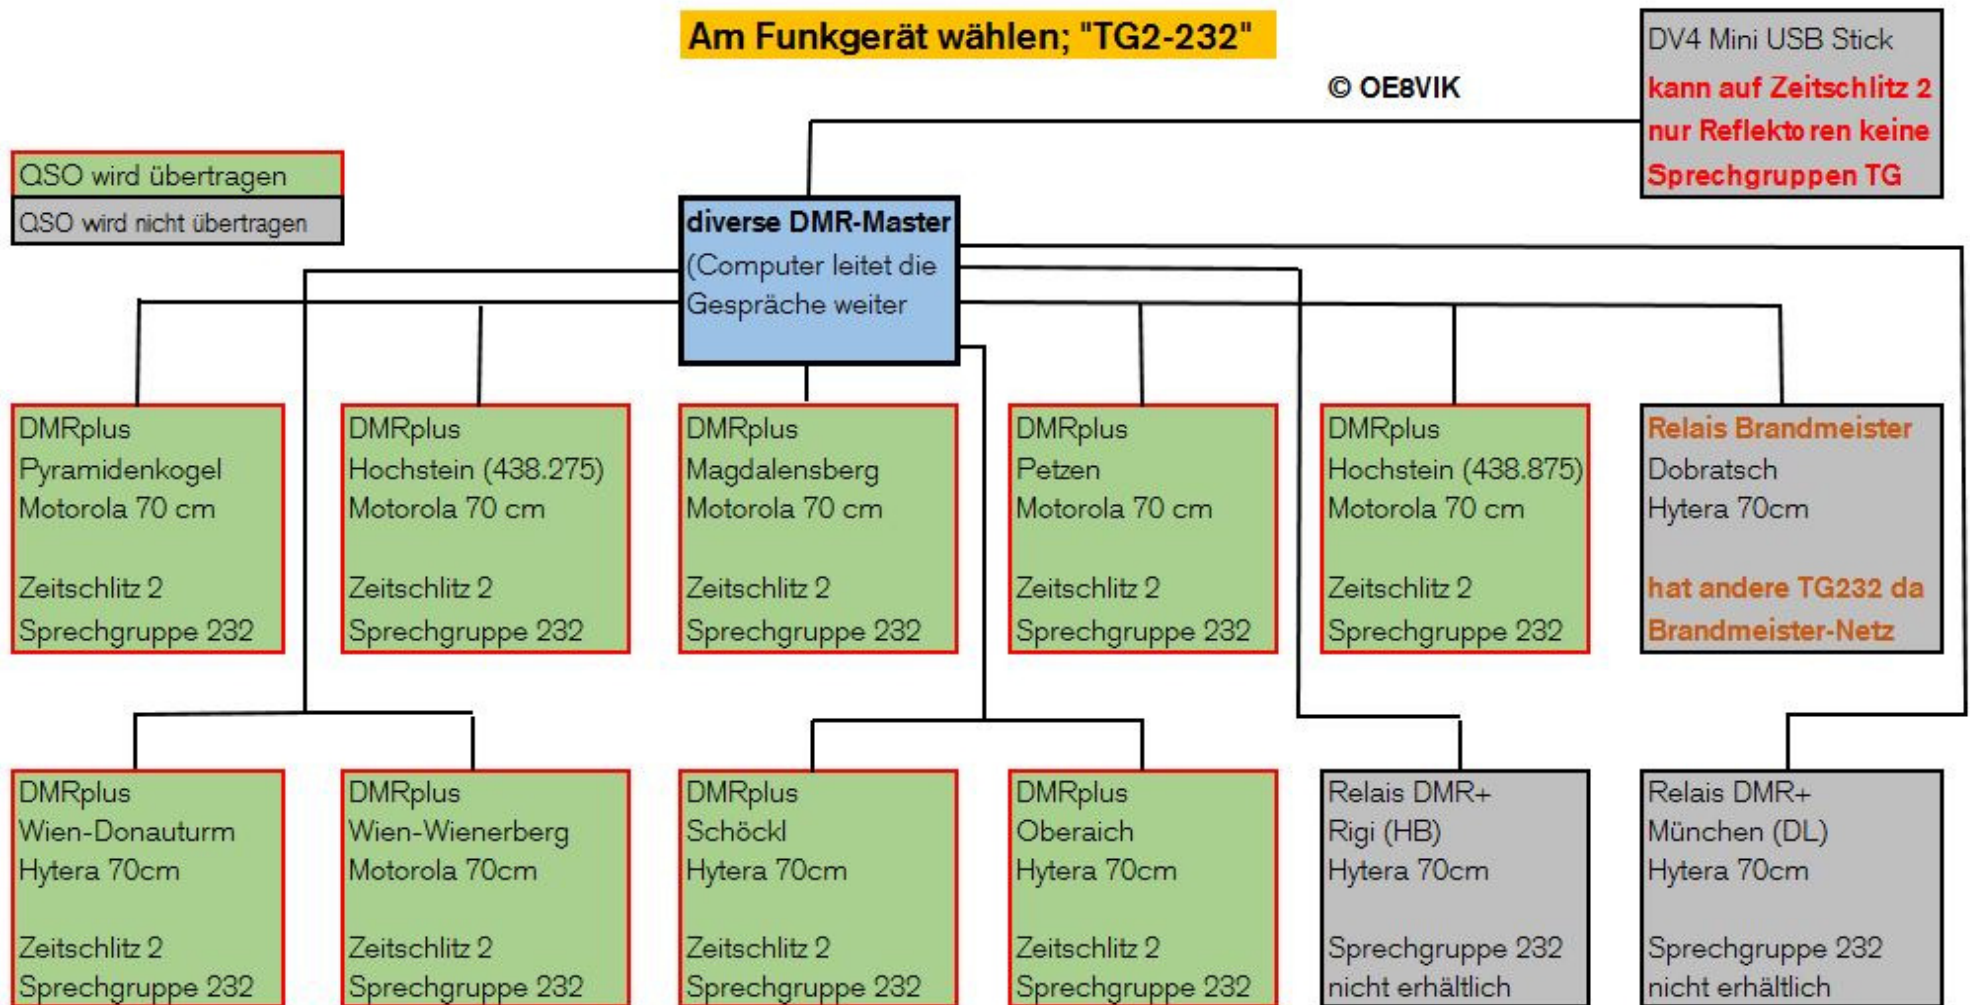 Am Funkgerät wählen; "TG2-232"
© OE8VIK
DV4 Mini USB Stick
kann auf Zeitschlitz 2
nur Reflektoren keine
Sprechgruppen TG
QSO wird übertragen
QSO wird nicht übertragen
diverse DMR-Master
(Computer leitet die
Gespräche weiter
DMRplus
Pyramidenkogel
Motorola 70 cm
Zeitschlitz 2
Sprechgruppe 232
DMRplus
Hochstein (438.275)
Motorola 70 cm
Zeitschlitz 2
Sprechgruppe 232
DMRplus
Magdalensberg
Motorola 70 cm
Zeitschlitz 2
Sprechgruppe 232
DMRplus
Petzen
Motorola 70 cm
Zeitschlitz 2
Sprechgruppe 232
DMRplus
Hochstein (438.875)
Motorola 70 cm
Zeitschlitz 2
Sprechgruppe 232
Relais Brandmeister
Dobratsch
Hytera 70cm
hat andere TG232 da
Brandmeister-Netz
DMRplus
Wien-Donauturm
Hytera 70cm
Zeitschlitz 2
Sprechgruppe 232
DMRplus
Wien-Wienerberg
Motorola 70cm
Zeitschlitz 2
Sprechgruppe 232
DMRplus
Schöckl
Hytera 70cm
Zeitschlitz 2
Sprechgruppe 232
DMRplus
Oberaich
Hytera 70cm
Zeitschlitz 2
Sprechgruppe 232
Relais DMR+
Rigi (HB)
Hytera 70cm
Sprechgruppe 232
nicht erhältlich
Relais DMR+
München (DL)
Hytera 70cm
Sprechgruppe 232
nicht erhältlich